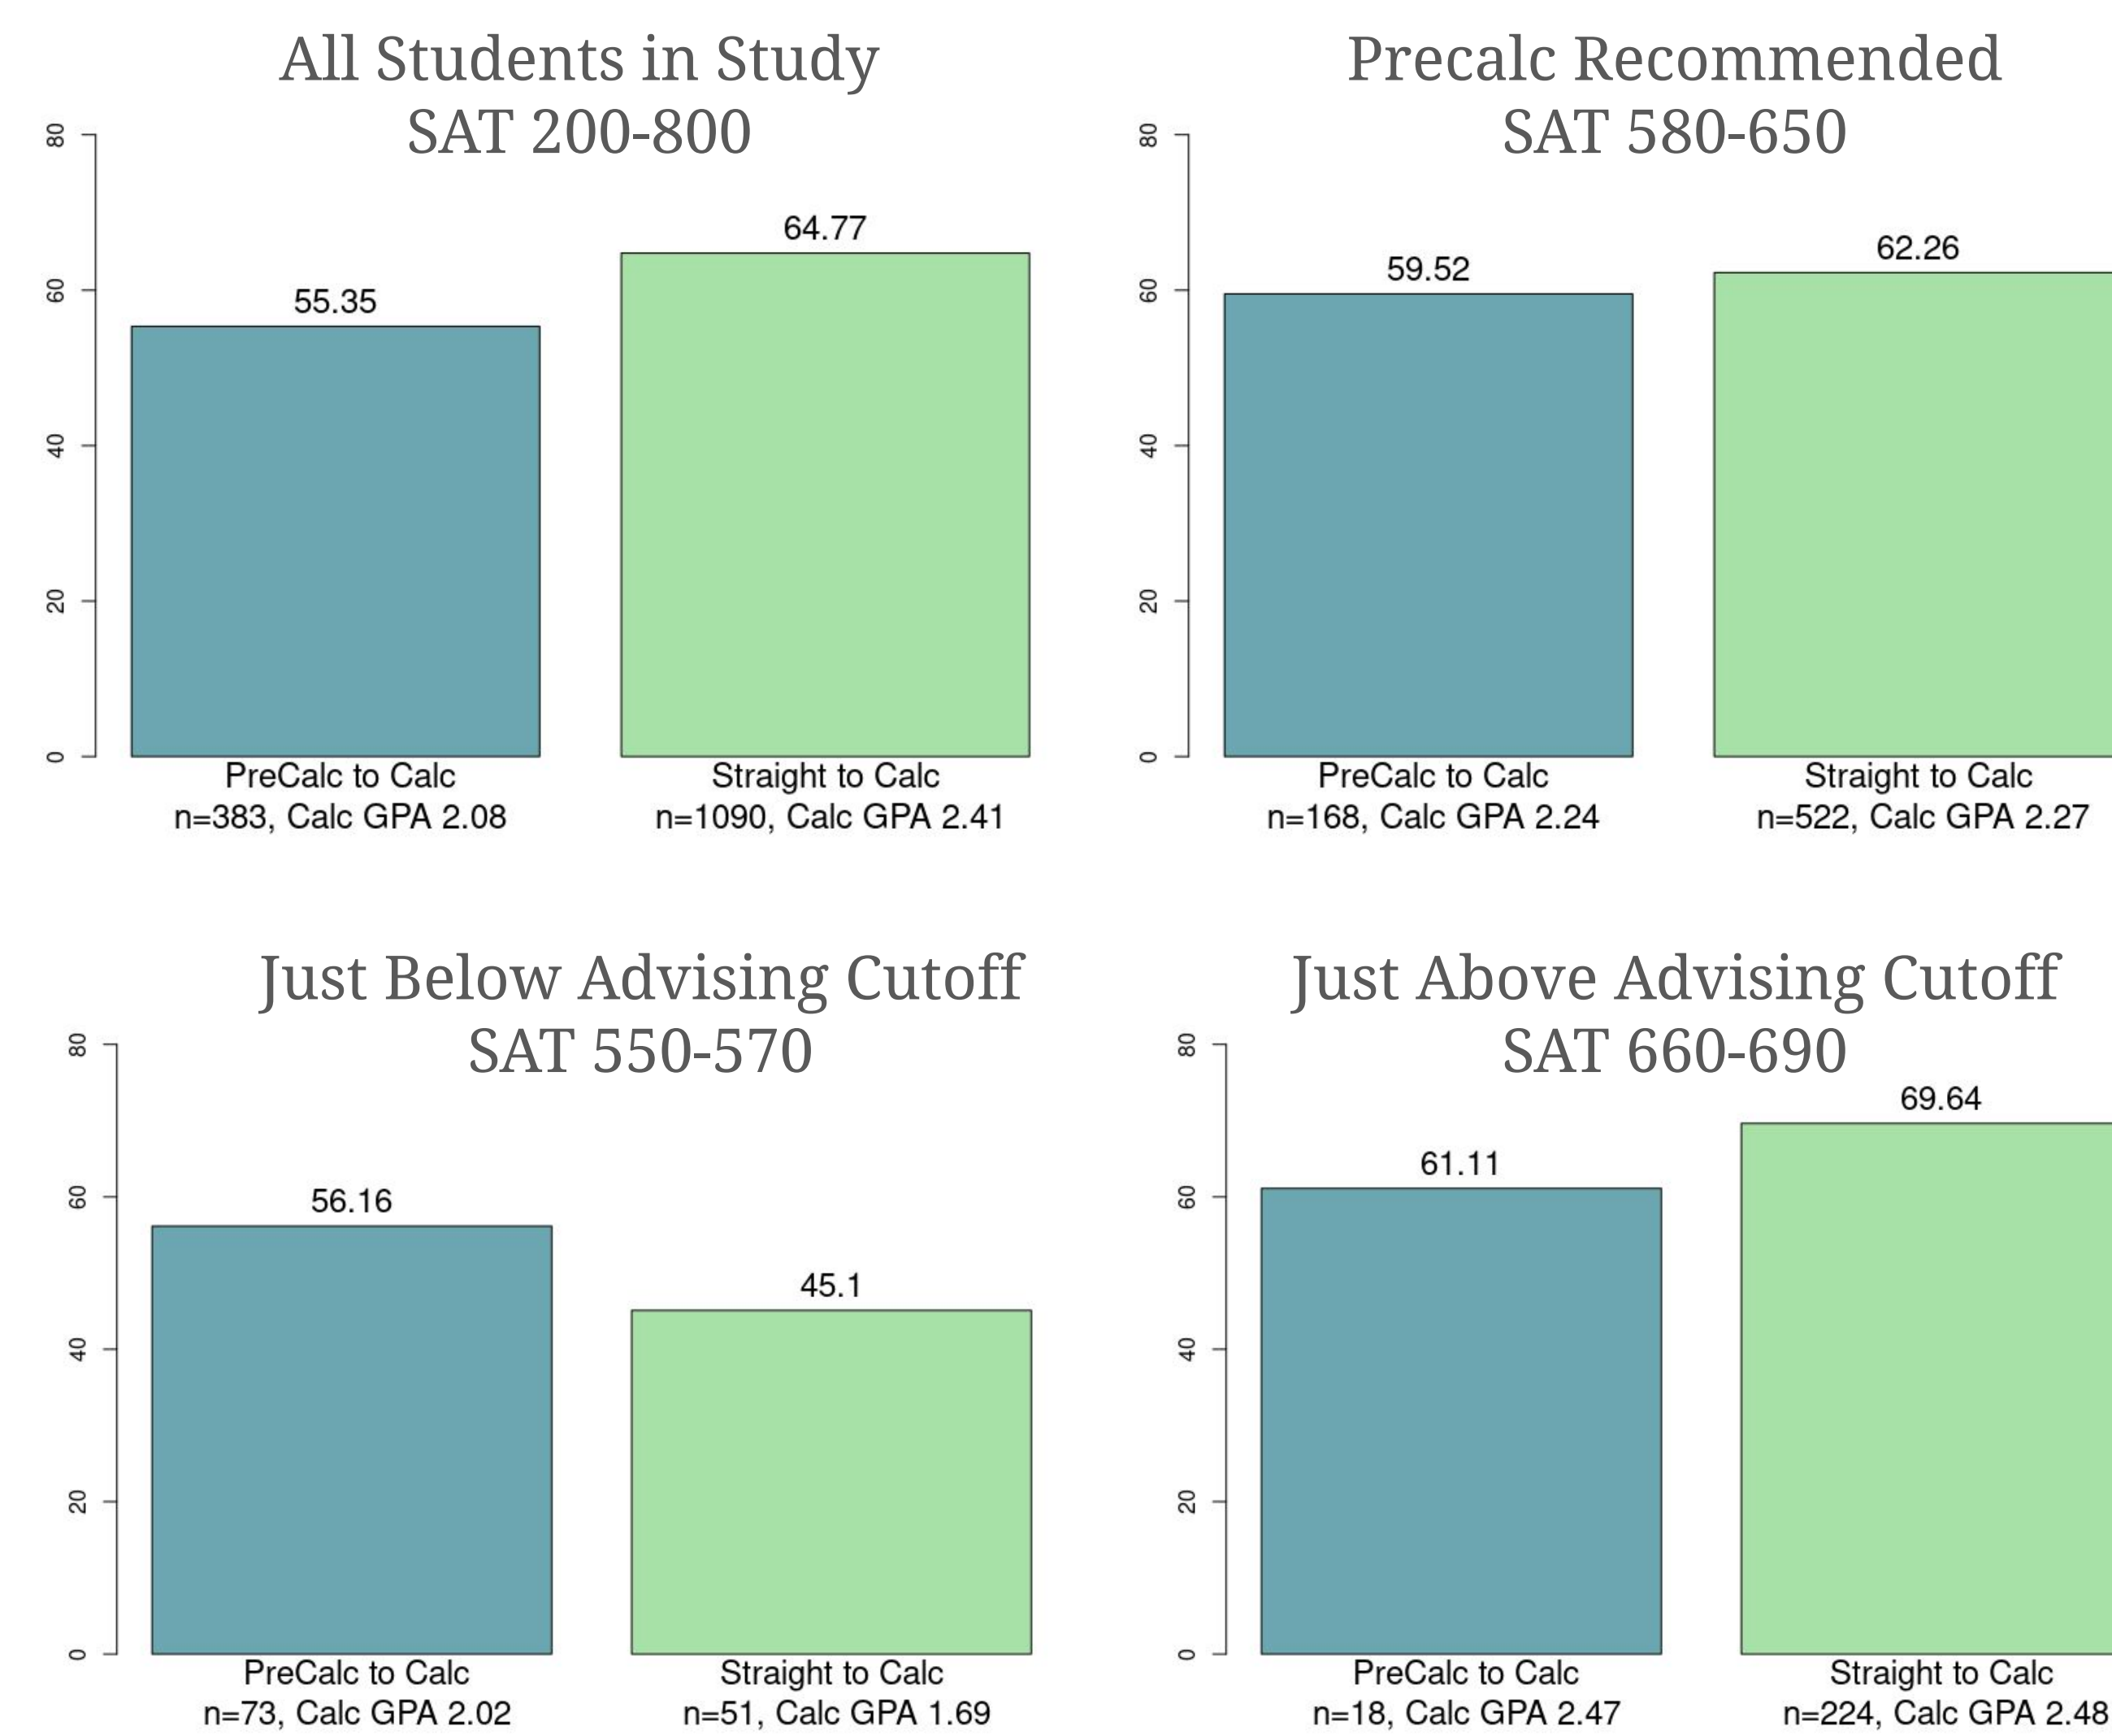 All Students in Study
SAT 200-800
80
60
40
20
0
55.35
64.77
PreCalc to Calc
n=383, Calc GPA 2.08
Straight to Calc
n=1090, Calc GPA 2.41
Precalc Recommended
SAT 580-650
80
60
40
20
0
59.52
62.26
PreCalc to Calc
n=168, Calc GPA 2.24
Straight to Calc
n=522, Calc GPA 2.27
Just Below Advising Cutoff
SAT 550-570
80
60
40
20
0
56.16
45.1
PreCalc to Calc
n=73, Calc GPA 2.02
Straight to Calc
n=51, Calc GPA 1.69
Just Above Advising Cutoff
SAT 660-690
80
60
40
20
0
61.11
69.64
PreCalc to Calc
n=18, Calc GPA 2.47
Straight to Calc
n=224, Calc GPA 2.48